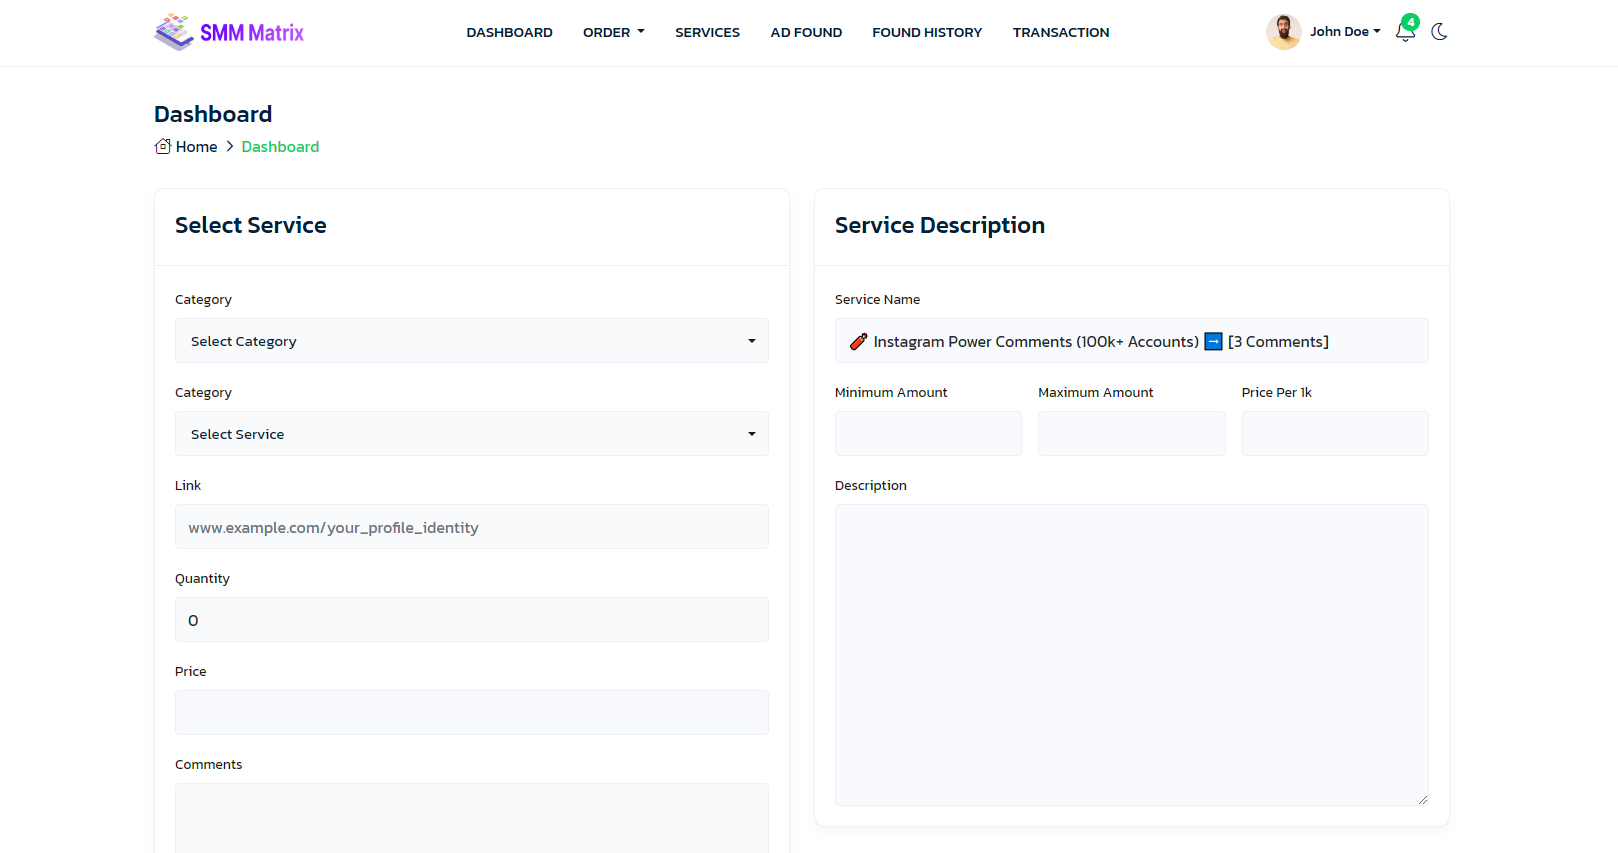 SMM Matrix
DASHBOARD ORDER SERVICES AD FOUND FOUND HISTORY TRANSACTION
John Doe
4
Dashboard
Home > Dashboard
Select Service
Category
Select Category
Category
Select Service
Link
www.example.com/your_profile_identity
Quantity
0
Price
Comments
Service Description
Service Name
🧨 Instagram Power Comments (100k+ Accounts) ➡️ [3 Comments]
Minimum Amount Maximum Amount Price Per 1k
Description